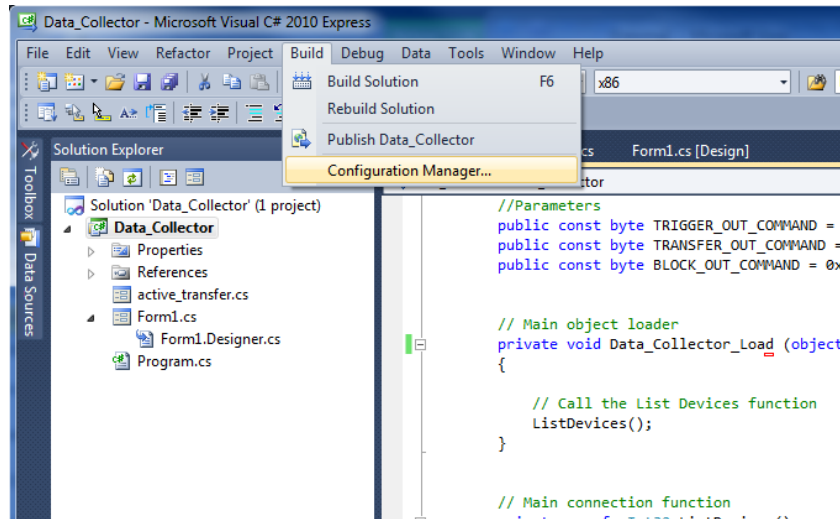 Data_Collector - Microsoft Visual C# 2010 Express
File Edit View Refactor Project Build Debug Data Tools Window Help
Build Solution F6
x86
Rebuild Solution
Publish Data_Collector
Configuration Manager...
Solution Explorer
Form1.cs [Design]
Toolbox
Data Sources
Solution 'Data_Collector' (1 project)
Data_Collector
Properties
References
active_transfer.cs
Form1.cs
Form1.Designer.cs
Program.cs
//Parameters
public const byte TRIGGER_OUT_COMMAND =
public const byte TRANSFER_OUT_COMMAND =
public const byte BLOCK_OUT_COMMAND = 0x
// Main object loader
private void Data_Collector_Load (object
{
// Call the List Devices function
ListDevices();
}
// Main connection function